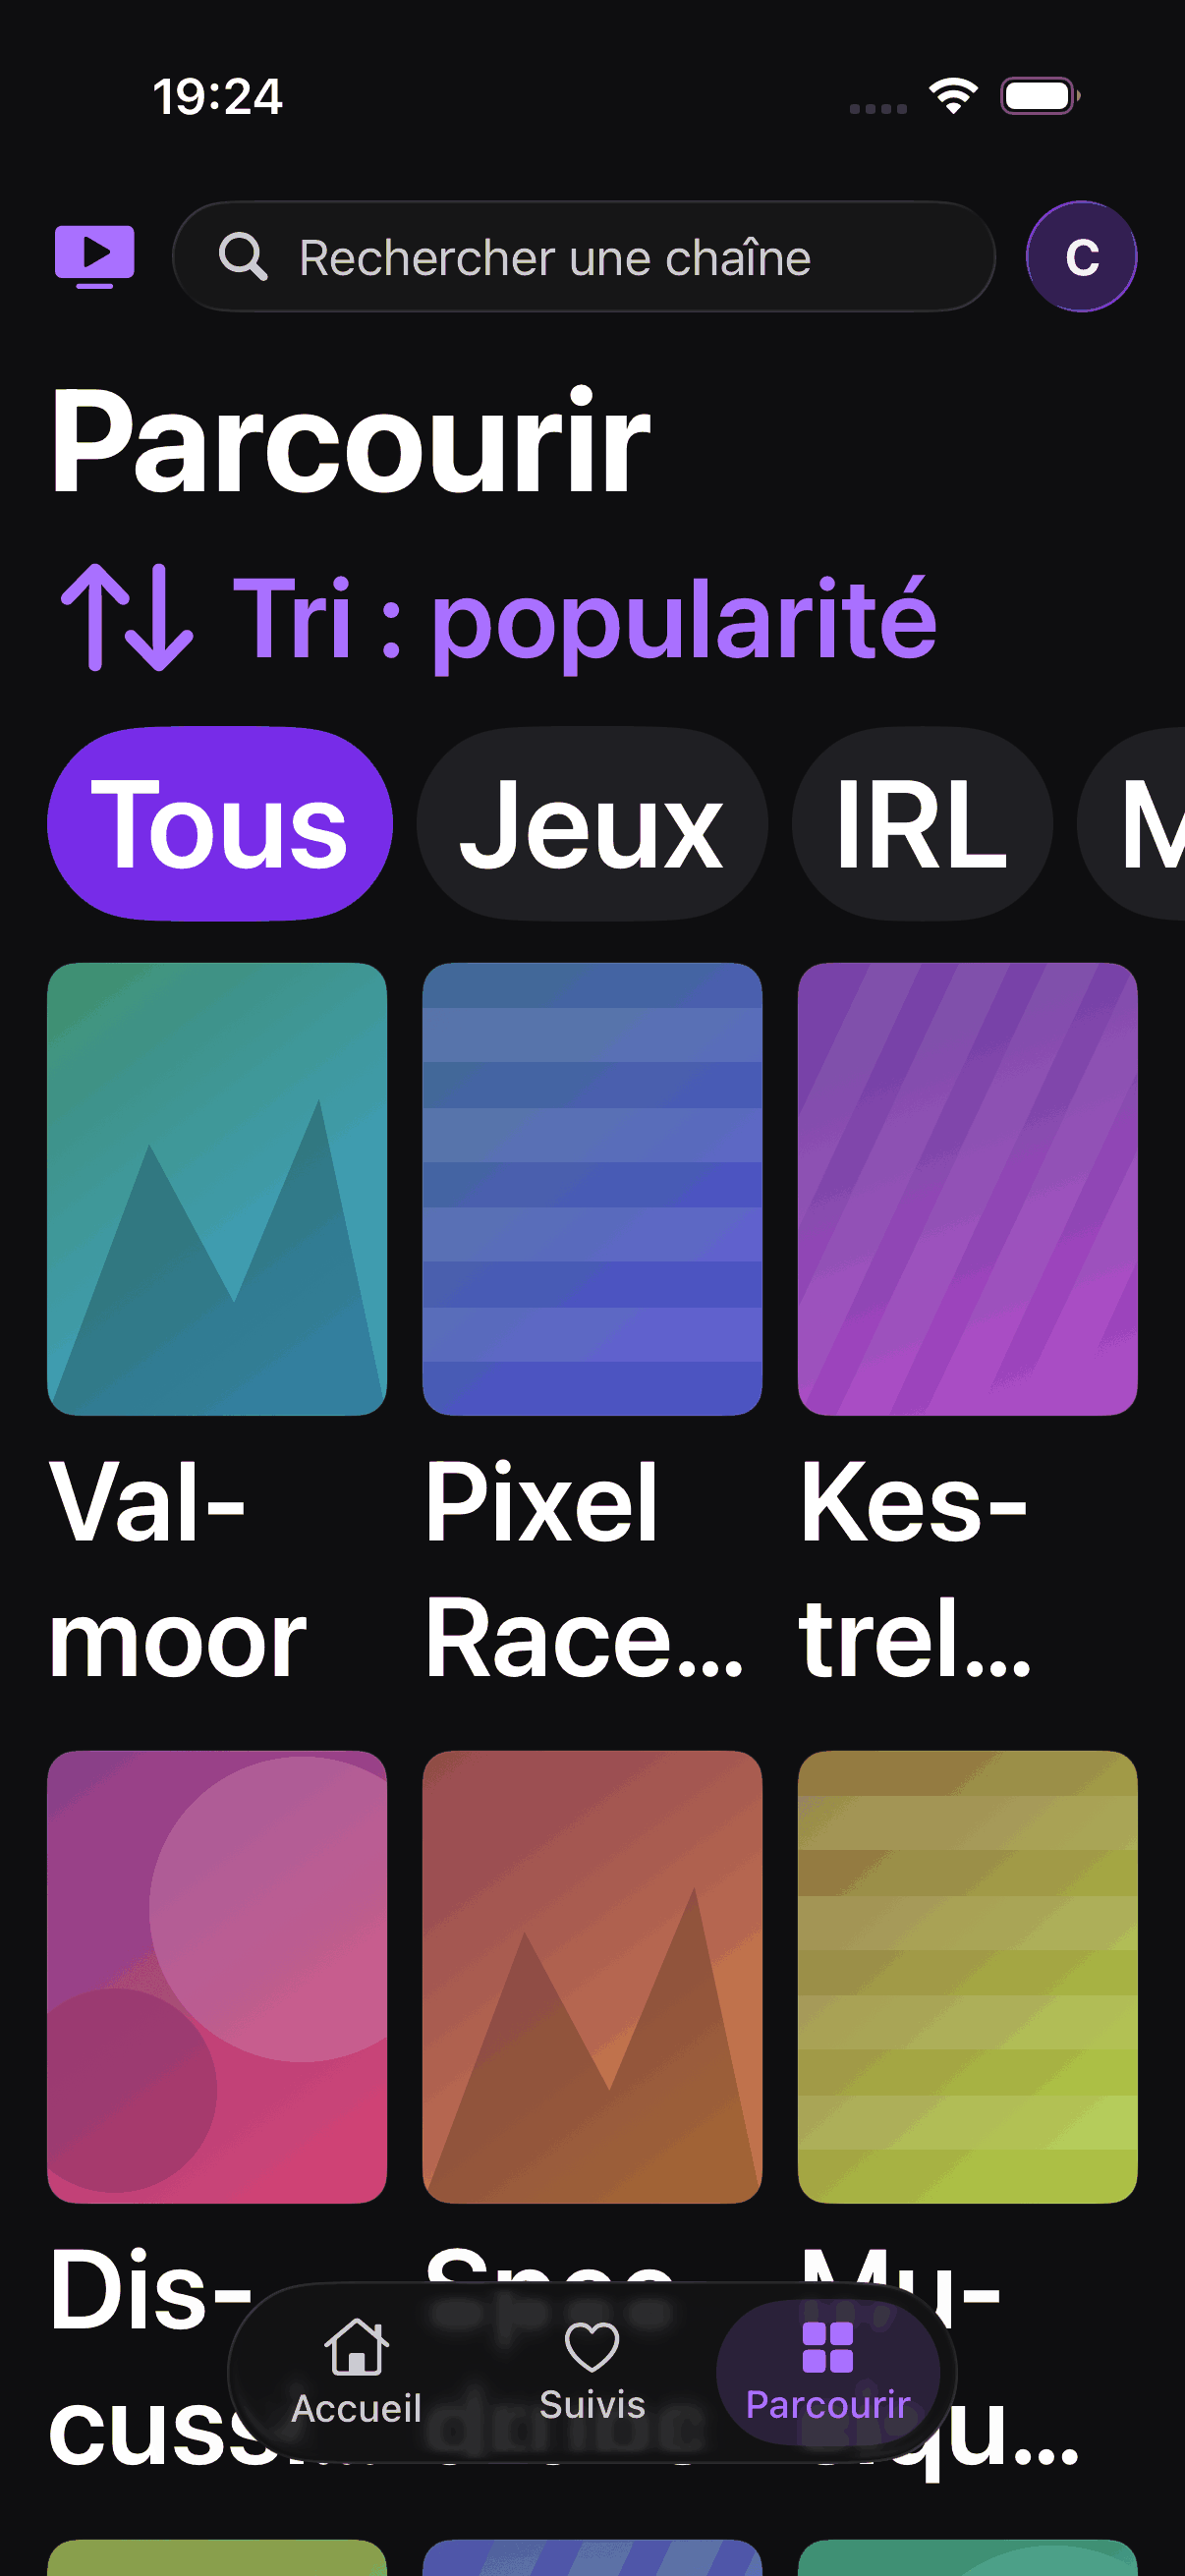 19:24
Rechercher une chaîne
C
Parcourir
Tri : popularité
Tous
Jeux
IRL
Val-
moor
Pixel
Race...
Kes-
trel...
Dis-
Mu-
Accueil
Suivis
Parcourir